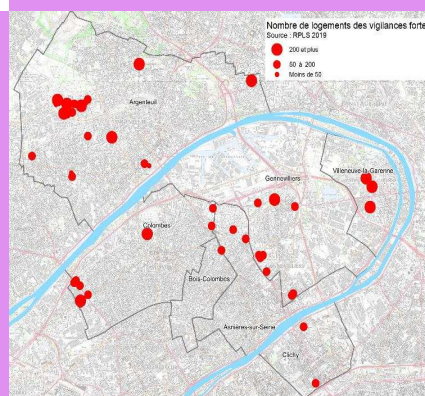 Nombre de logements des vigilances forte
Source : RPLS 2019
200 et plus
50 à 200
Moins de 50
Argenteuil
Villeneuve-la-Garenne
Gennevilliers
Colombes
Bois-Colombes
Asnières-sur-Seine
Clichy